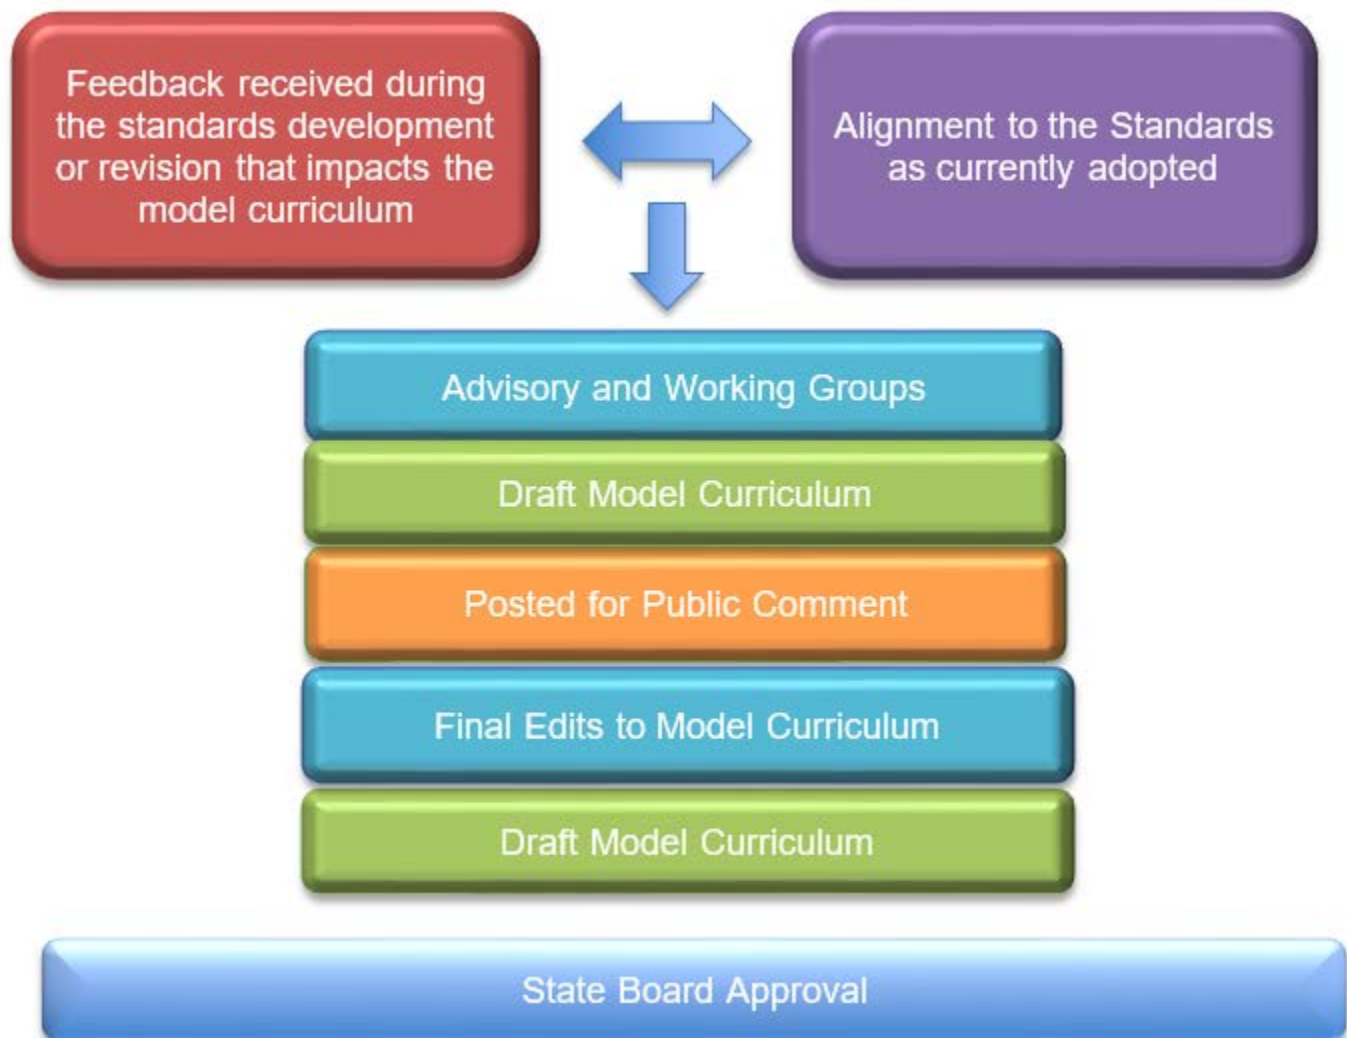 Feedback received during
the standards development
or revision that impacts the
model curriculum
Alignment to the Standards
as currently adopted
Advisory and Working Groups
Draft Model Curriculum
Posted for Public Comment
Final Edits to Model Curriculum
Draft Model Curriculum
State Board Approval